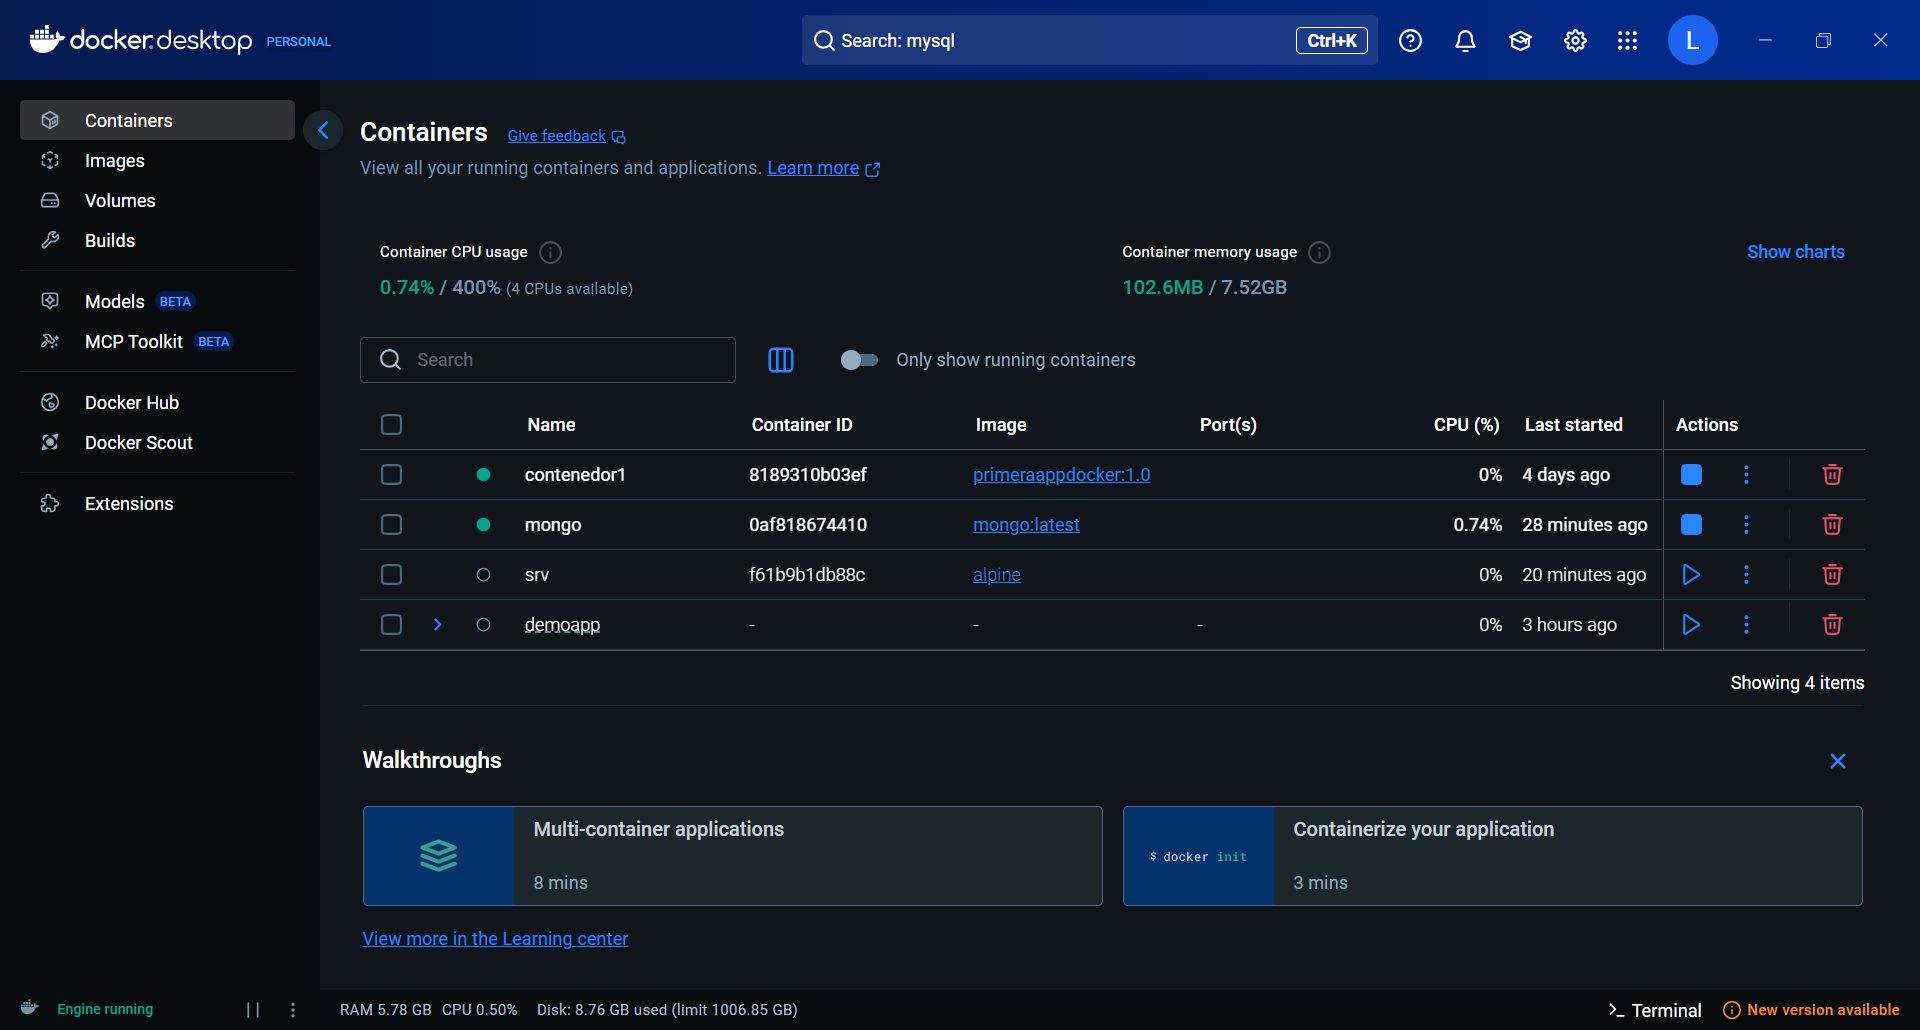 docker.desktop PERSONAL
Search: mysql Ctrl+K
L
Containers
Images
Volumes
Builds
Models BETA
MCP Toolkit BETA
Docker Hub
Docker Scout
Extensions
Containers Give feedback
View all your running containers and applications. Learn more
Container CPU usage
0.74% / 400% (4 CPUs available)
Container memory usage
102.6MB / 7.52GB
Show charts
Search
Only show running containers
Name Container ID Image Port(s) CPU (%) Last started Actions
contenedor1 8189310b03ef primeraappdocker:1.0 0% 4 days ago
mongo 0af818674410 mongo:latest 0.74% 28 minutes ago
srv f61b9b1db88c alpine 0% 20 minutes ago
demoapp - - - 0% 3 hours ago
Showing 4 items
Walkthroughs
Multi-container applications
8 mins
$ docker init
Containerize your application
3 mins
View more in the Learning center
Engine running
RAM 5.78 GB CPU 0.50% Disk: 8.76 GB used (limit 1006.85 GB)
Terminal
New version available